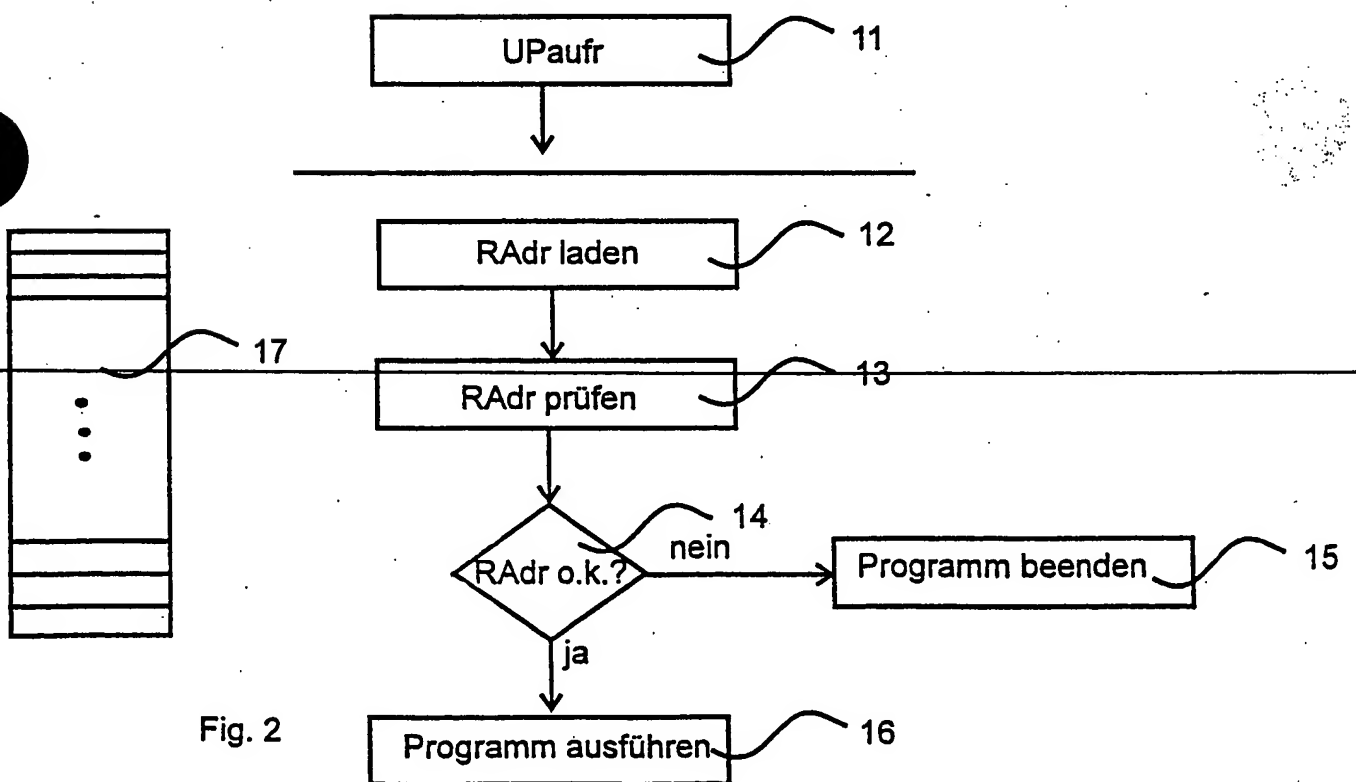 UPaufr
11
RAdr laden
12
17
RAdr prüfen
13
RAdr o.k.?
14
nein
Programm beenden
15
ja
Fig. 2
Programm ausführen
16